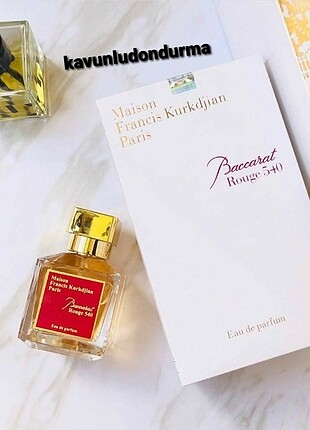 kavunludondurma
Maison
Francis Kurkdjian
Paris
Baccarat
Rouge 540
Eau de parfum
Maison
Francis Kurkdjian
Paris
Baccarat
Rouge 540
Eau de parfum